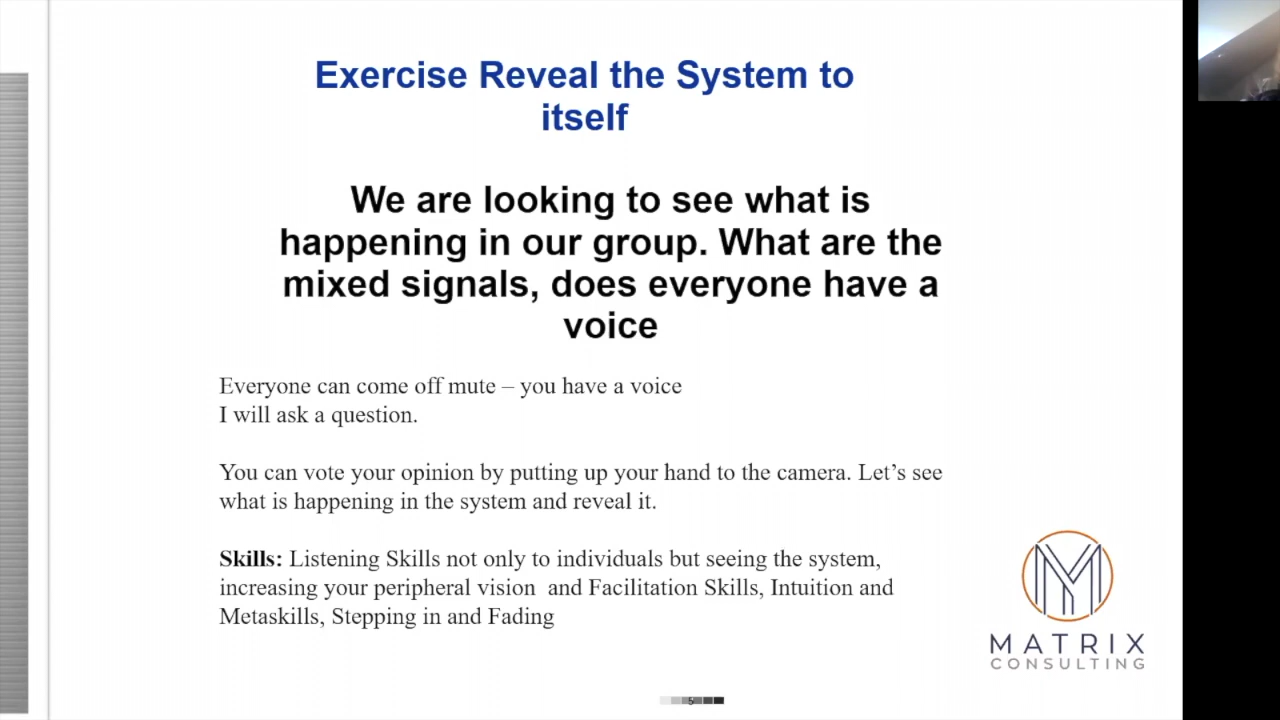 Exercise Reveal the System to
itself
We are looking to see what is
happening in our group. What are the
mixed signals, does everyone have a
voice
Everyone can come off mute – you have a voice
I will ask a question.
You can vote your opinion by putting up your hand to the camera. Let’s see
what is happening in the system and reveal it.
Skills: Listening Skills not only to individuals but seeing the system,
increasing your peripheral vision  and Facilitation Skills, Intuition and
Metaskills, Stepping in and Fading
MATRIX
CONSULTING
5